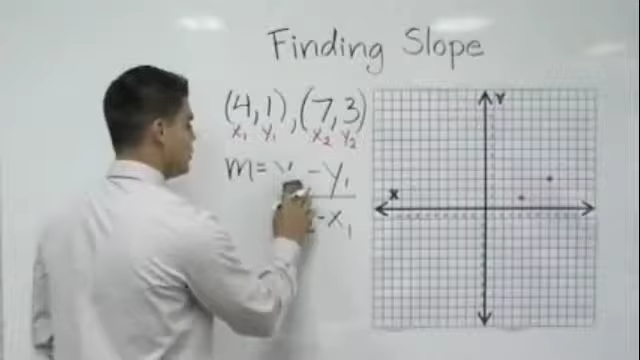 Finding Slope
(4,1),(7,3)
x₁ y₁ x₂ y₂
m= y - y₁
- x₁
Y
X